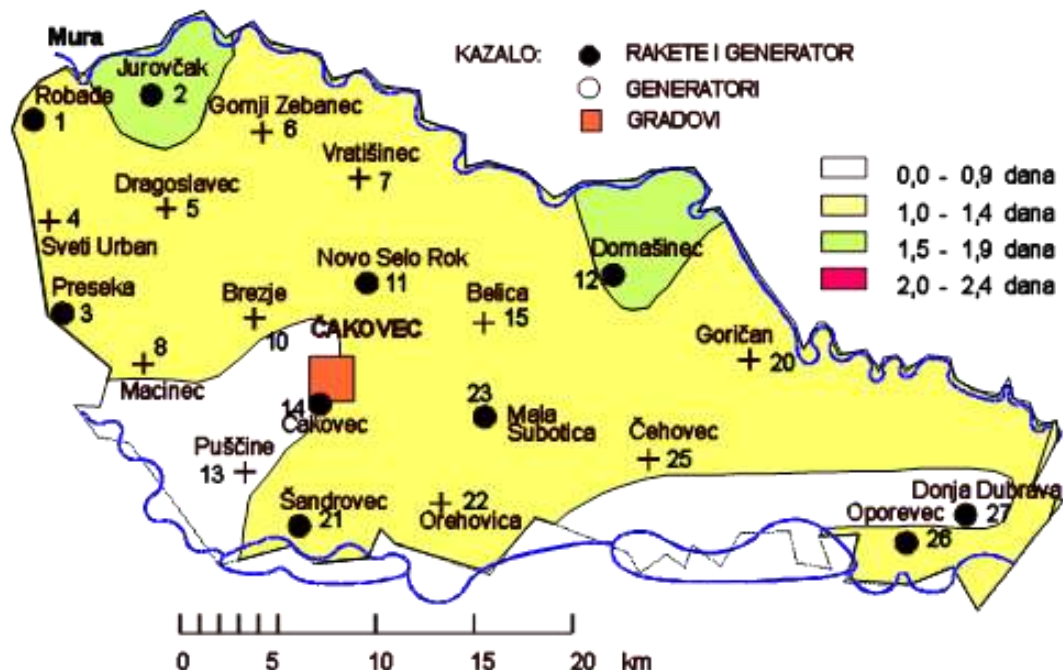 Mura
KAZALO:
RAKETE I GENERATOR
GENERATORI
GRADOVI
0,0 - 0,9 dana
1,0 - 1,4 dana
1,5 - 1,9 dana
2,0 - 2,4 dana
Jurovčak
2
Robađe
1
Gornji Zebanec
6
Vratišinec
7
Dragoslavec
5
4
Sveti Urban
Domašinec
12
Novo Selo Rok
11
Preseka
3
Brezje
10
Belica
15
ČAKOVEC
Goričan
20
8
Macinec
14
Čakovec
23
Mala
Subotica
Čehovec
25
Puščine
13
Šandrovec
21
22
Orehovica
Donja Dubrava
27
Oporevec
26
0 5 10 15 20 km